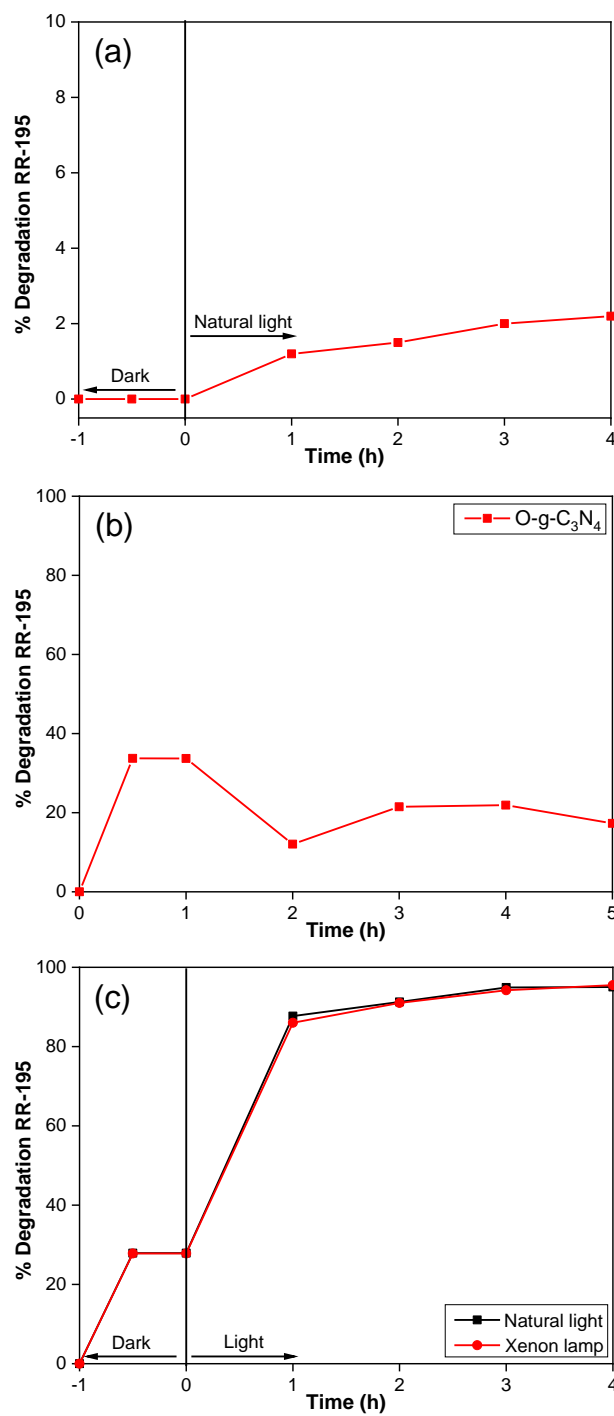 (a)
% Degradation RR-195
10
8
6
4
2
0
Natural light
Dark
-1 0 1 2 3 4
Time (h)
(b)
O-g-C₃N₄
% Degradation RR-195
100
80
60
40
20
0
0 1 2 3 4 5
Time (h)
(c)
% Degradation RR-195
100
80
60
40
20
0
Dark
Light
Natural light
Xenon lamp
-1 0 1 2 3 4
Time (h)